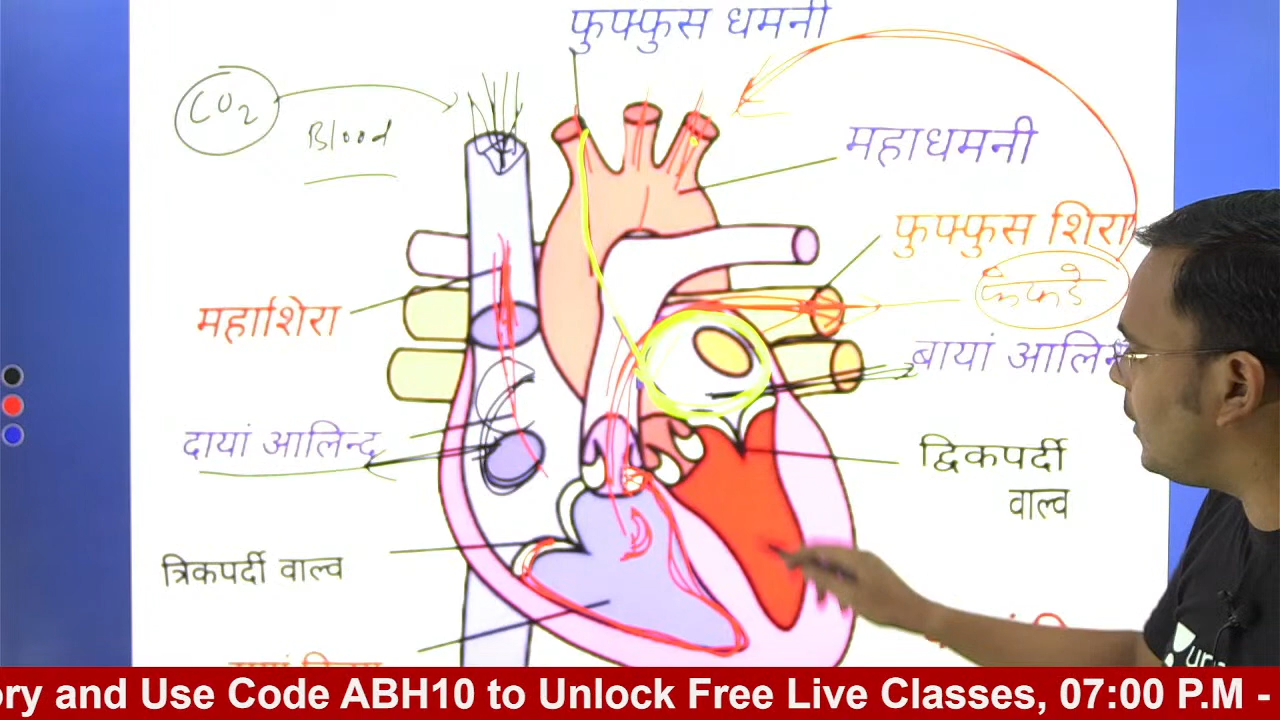 फुफ्फुस धमनी
CO2
Blood
महाधमनी
फुफ्फुस शिरा
फेफडे
महाशिरा
बायां आलिन्द
दायां आलिन्द
द्विकपर्दी
वाल्व
त्रिकपर्दी वाल्व
ory and Use Code ABH10 to Unlock Free Live Classes, 07:00 P.M -